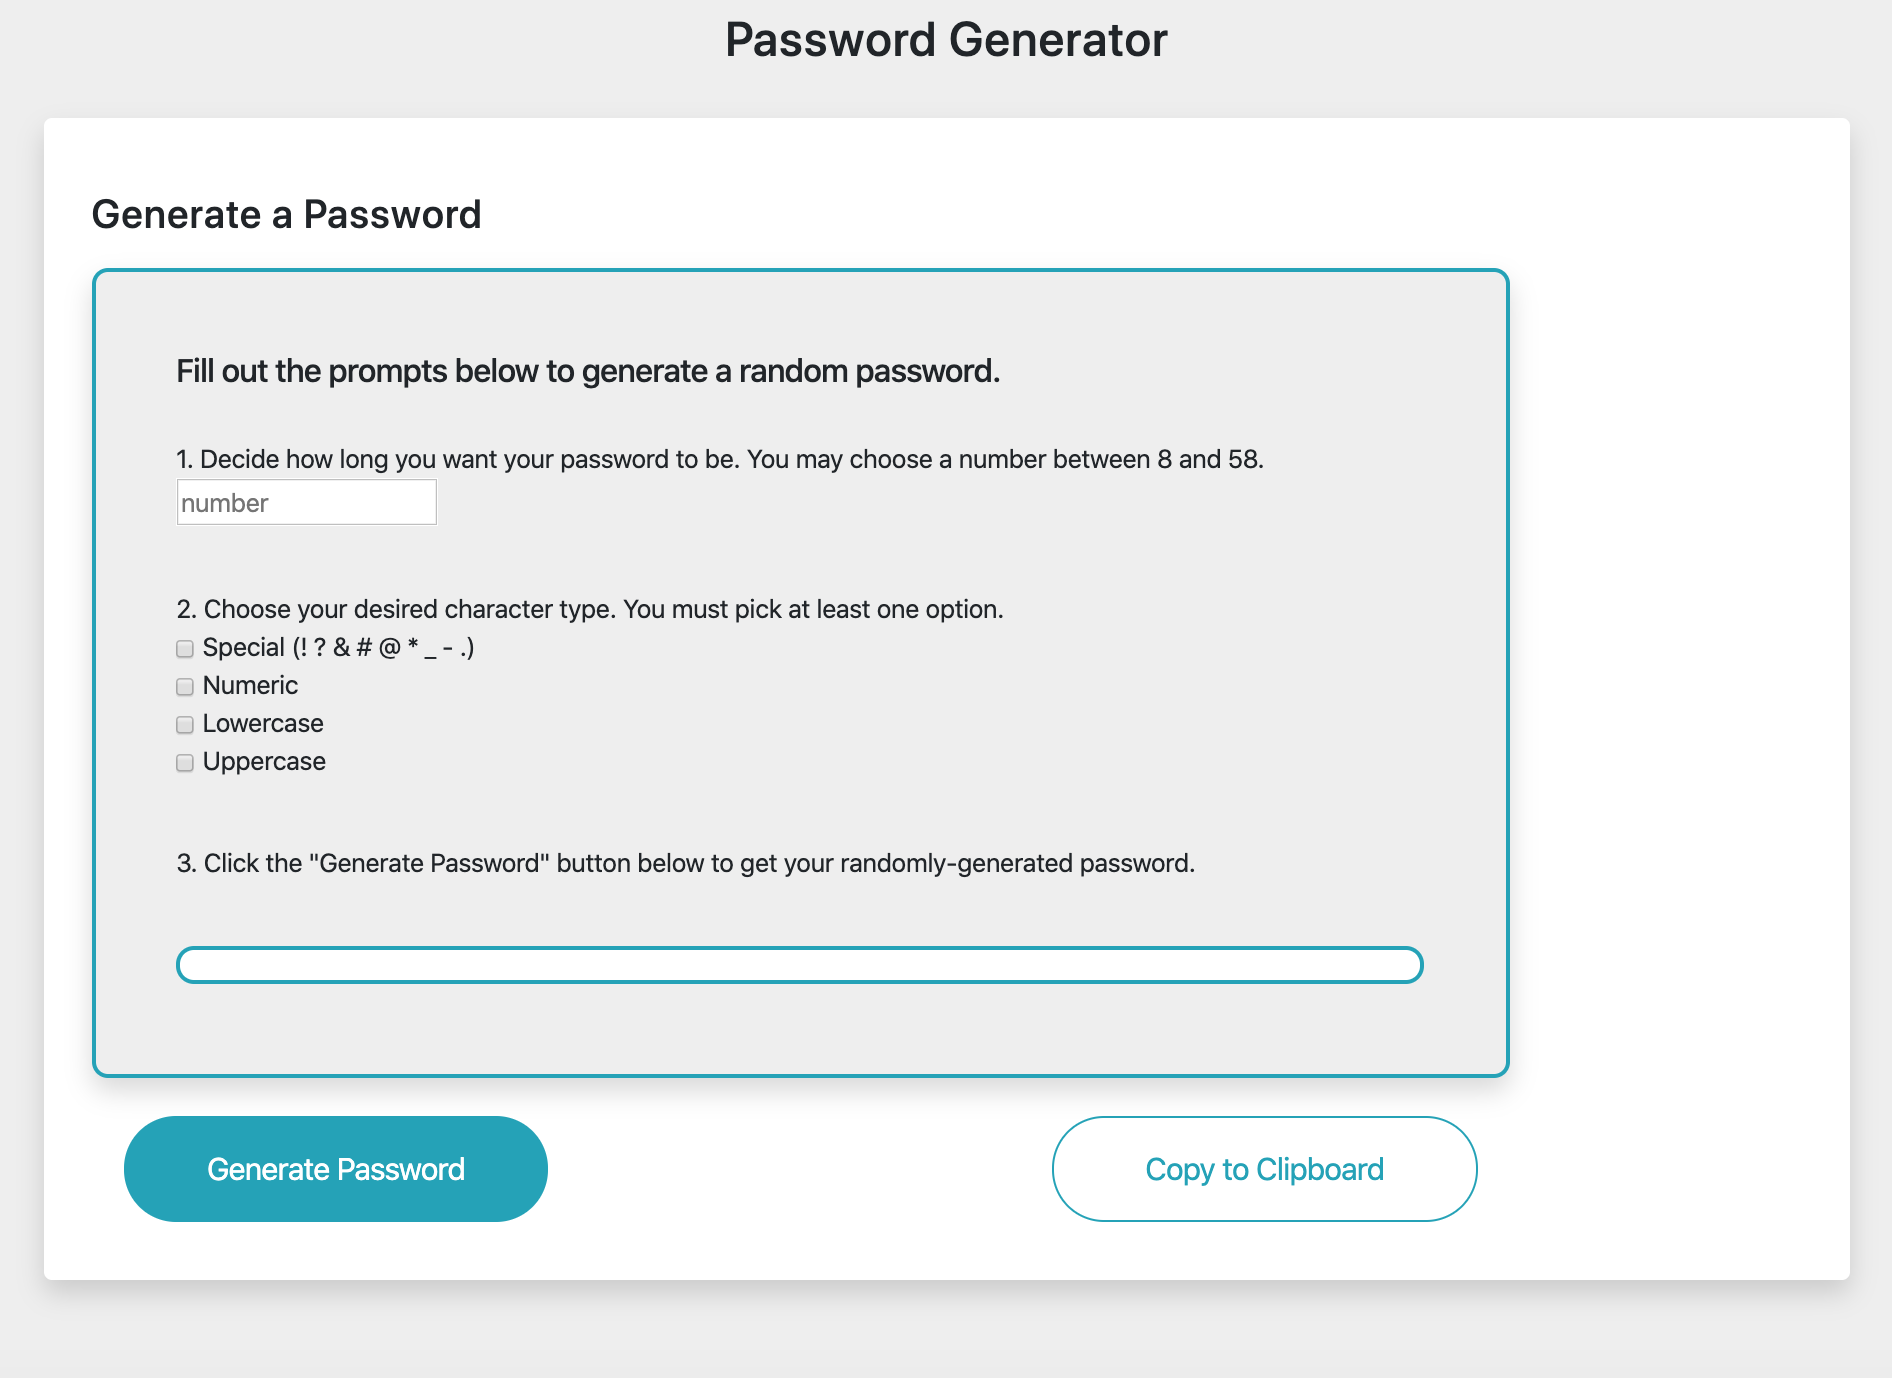 Password Generator
Generate a Password
Fill out the prompts below to generate a random password.
1. Decide how long you want your password to be. You may choose a number between 8 and 58.
number
2. Choose your desired character type. You must pick at least one option.
Special (! ? & # @ * _ - .)
Numeric
Lowercase
Uppercase
3. Click the "Generate Password" button below to get your randomly-generated password.
Generate Password
Copy to Clipboard